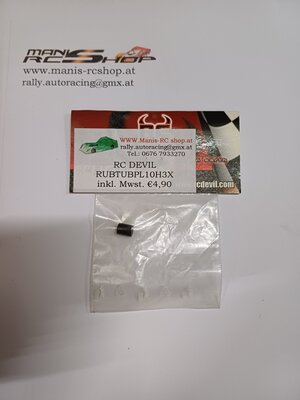 MANIS
RC SHOP
www.manis-rcshop.at
rally.autoracing@gmx.at
www.Manis-RC shop.at
rally.autoracing@gmx.at
Tel.: 0676 7933270
RC DEVIL
RUBTUBPL10H3X
inkl. Mwst. €4,90
rcdevil.com